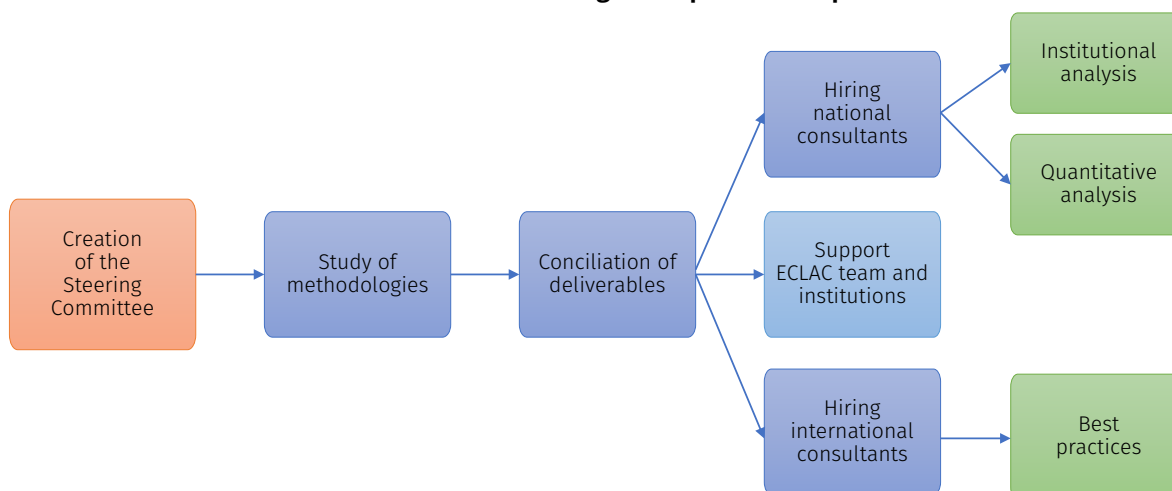 Institutional
analysis
Hiring
national
consultants
Quantitative
analysis
Creation
of the
Steering
Committee
Study of
methodologies
Conciliation of
deliverables
Support
ECLAC team and
institutions
Hiring
international
consultants
Best
practices